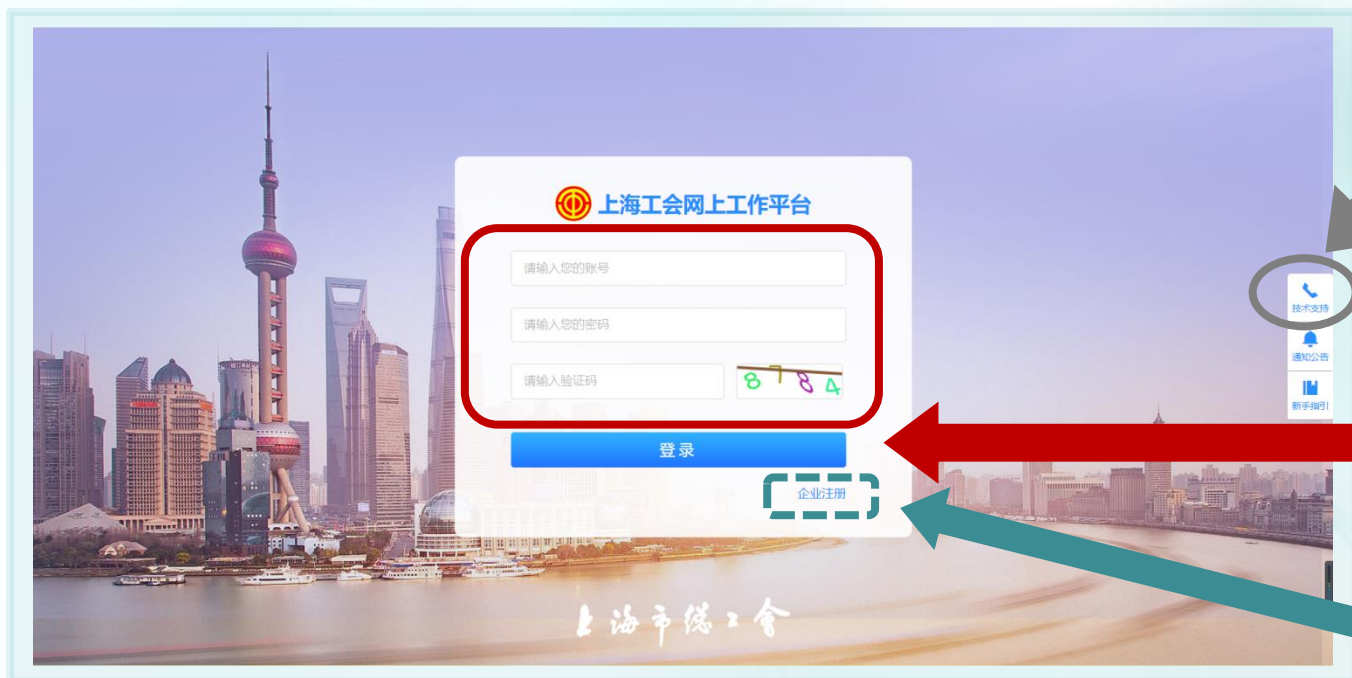 上海工会网上工作平台
请输入您的账号
请输入您的密码
请输入验证码
8784
登录
企业注册
技术支持
通知公告
新手指引
上海市总工會